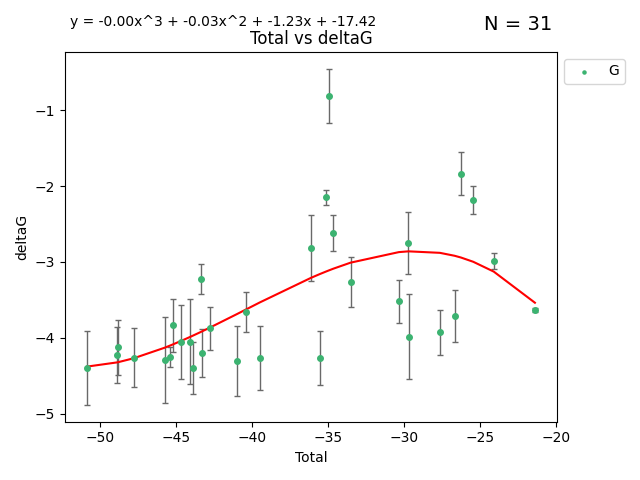 y = -0.00x^3 + -0.03x^2 + -1.23x + -17.42
N = 31
Total vs deltaG
G
deltaG
−1
−2
−3
−4
−5
−50 −45 −40 −35 −30 −25 −20
Total